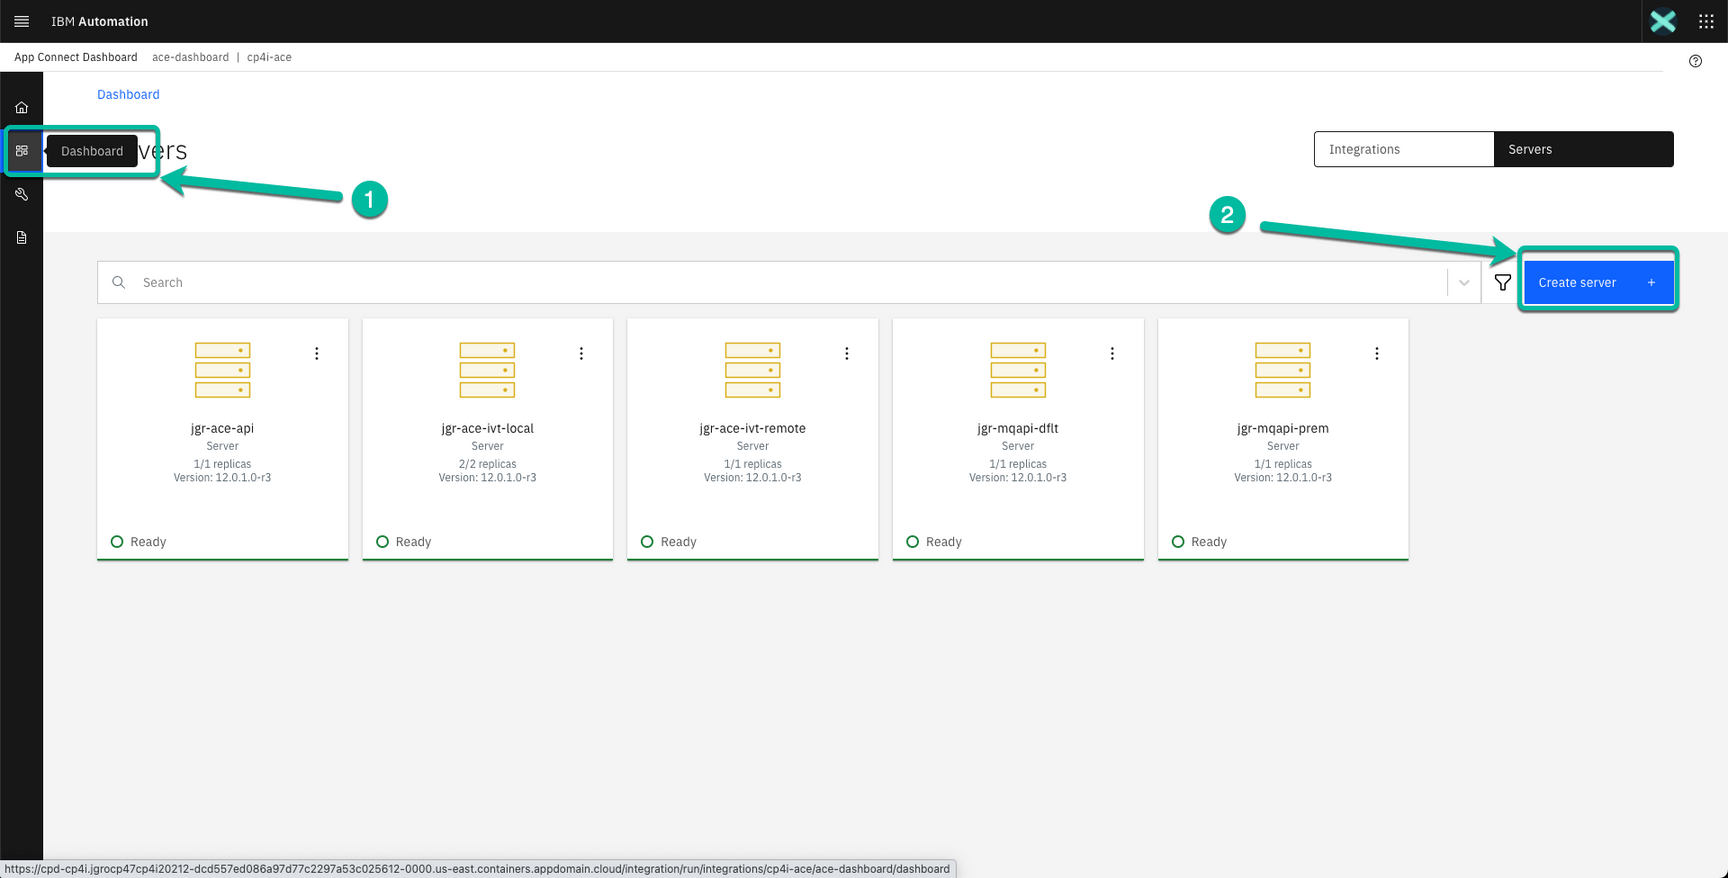 IBM Automation
App Connect Dashboard ace-dashboard | cp4i-ace
Dashboard
Dashboard
vers
Integrations
Servers
1
2
Search
Create server +
jgr-ace-api
Server
1/1 replicas
Version: 12.0.1.0-r3
Ready
jgr-ace-ivt-local
Server
2/2 replicas
Version: 12.0.1.0-r3
Ready
jgr-ace-ivt-remote
Server
1/1 replicas
Version: 12.0.1.0-r3
Ready
jgr-mqapi-dflt
Server
1/1 replicas
Version: 12.0.1.0-r3
Ready
jgr-mqapi-prem
Server
1/1 replicas
Version: 12.0.1.0-r3
Ready
https://cpd-cp4i.jgrocp47cp4i20212-dcd557ed086a97d77c2297a53c025612-0000.us-east.containers.appdomain.cloud/integration/run/integrations/cp4i-ace/ace-dashboard/dashboard